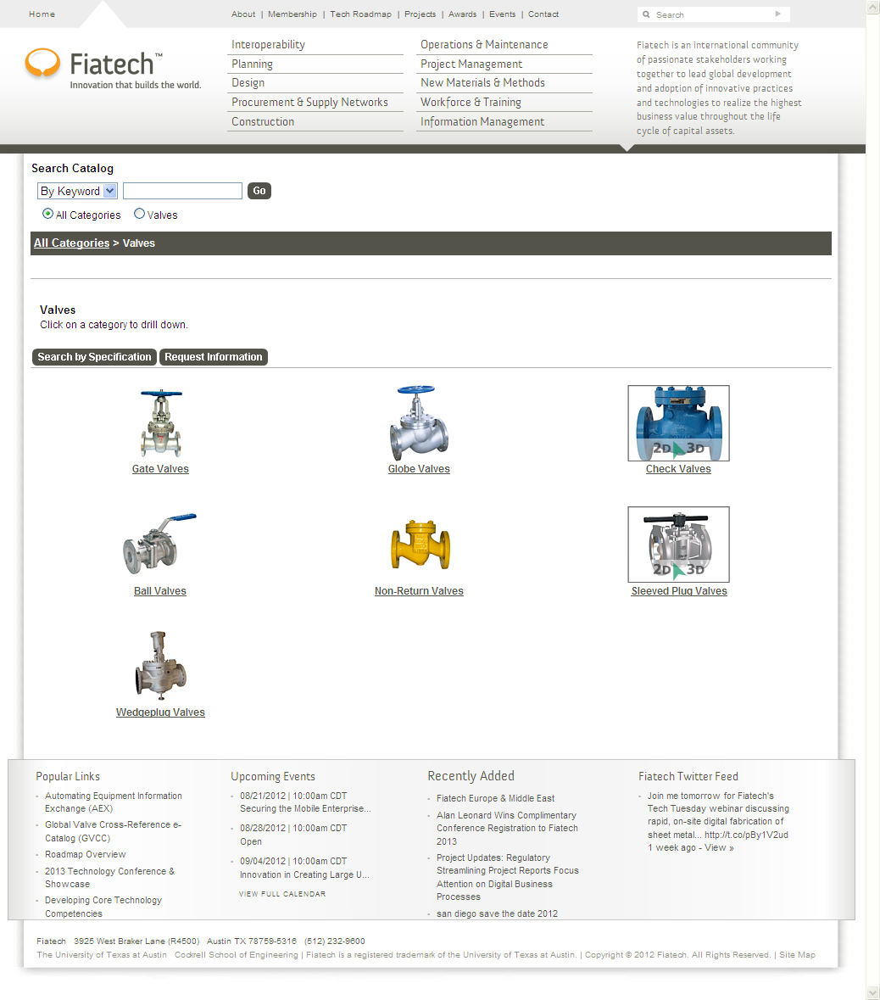 Home
About | Membership | Tech Roadmap | Projects | Awards | Events | Contact
Search
Fiatech™
Innovation that builds the world.
Interoperability
Planning
Design
Procurement & Supply Networks
Construction
Operations & Maintenance
Project Management
New Materials & Methods
Workforce & Training
Information Management
Fiatech is an international community
of passionate stakeholders working
together to lead global development
and adoption of innovative practices
and technologies to realize the highest
business value throughout the life
cycle of capital assets.
Search Catalog
By Keyword
Go
All Categories Valves
All Categories > Valves
Valves
Click on a category to drill down.
Search by Specification Request Information
2D 3D
Gate Valves
Globe Valves
Check Valves
2D 3D
Ball Valves
Non-Return Valves
Sleeved Plug Valves
Wedgeplug Valves
Popular Links
Automating Equipment Information
Exchange (AEX)
Global Valve Cross-Reference e-
Catalog (GVCC)
Roadmap Overview
2013 Technology Conference &
Showcase
Developing Core Technology
Competencies
Upcoming Events
08/21/2012 | 10:00am CDT
Securing the Mobile Enterprise...
08/28/2012 | 10:00am CDT
Open
09/04/2012 | 10:00am CDT
Innovation in Creating Large U...
VIEW FULL CALENDAR
Recently Added
Fiatech Europe & Middle East
Alan Leonard Wins Complimentary
Conference Registration to Fiatech
2013
Project Updates: Regulatory
Streamlining Project Reports Focus
Attention on Digital Business
Processes
san diego save the date 2012
Fiatech Twitter Feed
Join me tomorrow for Fiatech's
Tech Tuesday webinar discussing
rapid, on-site digital fabrication of
sheet metal... http://t.co/pBy1V2ud
1 week ago - View »
Fiatech 3925 West Braker Lane (R4500) Austin TX 78759-5316 (512) 232-9600
The University of Texas at Austin Cockrell School of Engineering | Fiatech is a registered trademark of the University of Texas at Austin. | Copyright © 2012 Fiatech. All Rights Reserved. | Site Map